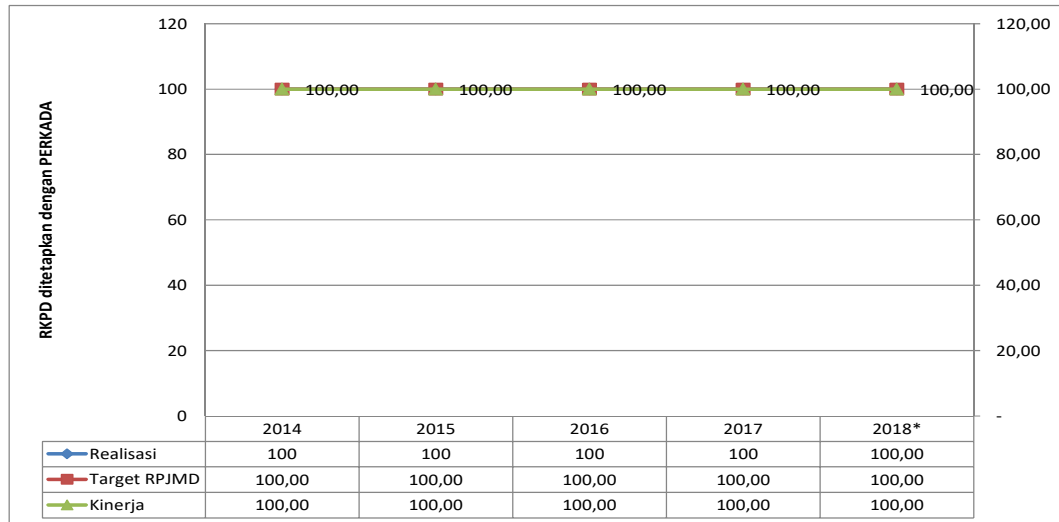 120 120,00
100 100,00 100,00 100,00 100,00 100,00 100,00
80 80,00
60 60,00
40 40,00
20 20,00
0 -
RKPD ditetapkan dengan PERKADA
2014 2015 2016 2017 2018*
Realisasi 100 100 100 100 100,00
Target RPJMD 100,00 100,00 100,00 100,00 100,00
Kinerja 100,00 100,00 100,00 100,00 100,00